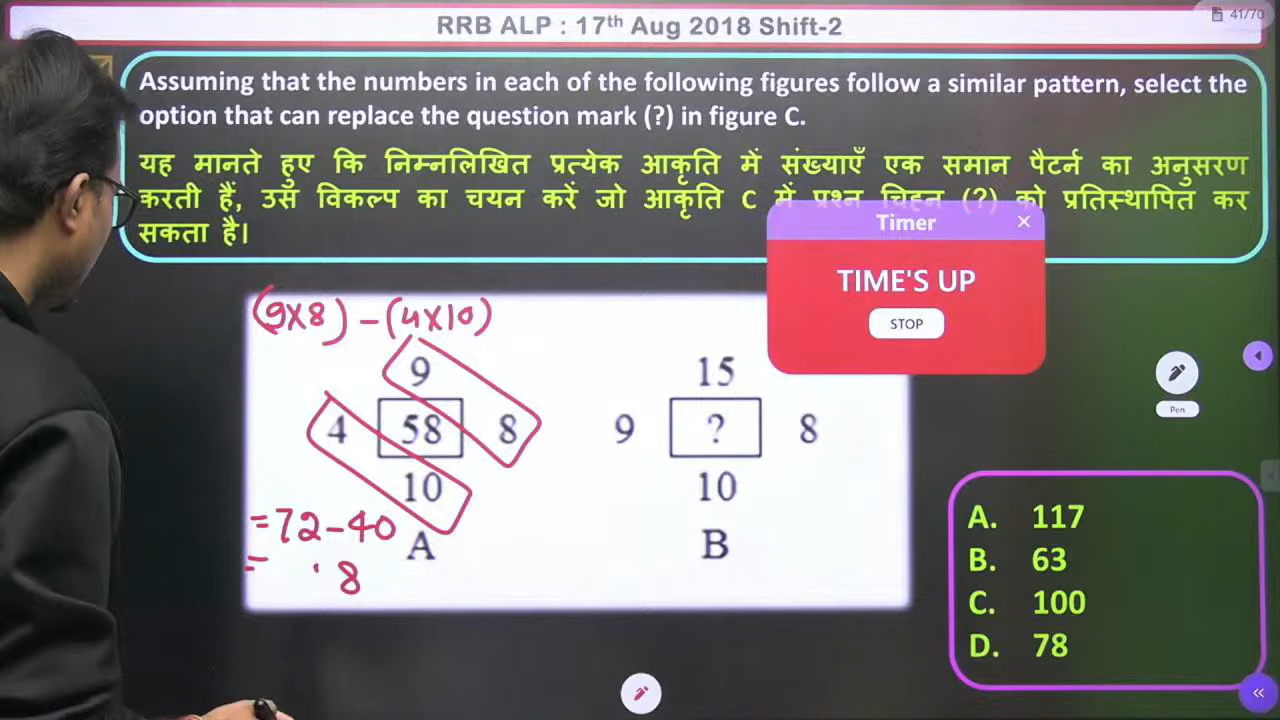 RRB ALP : 17th Aug 2018 Shift-2
41/70
Assuming that the numbers in each of the following figures follow a similar pattern, select the
option that can replace the question mark (?) in figure C.
यह मानते हुए कि निम्नलिखित प्रत्येक आकृति में संख्याएँ एक समान पैटर्न का अनुसरण
करती हैं, उस विकल्प का चयन करें जो आकृति C में प्रश्न चिह्न (?) को प्रतिस्थापित कर
सकता है।
Timer
TIME'S UP
STOP
(9x8) - (4x10)
9
4 58 8
10
A
= 72 - 40
= 8
15
9 ? 8
10
B
Pen
A. 117
B. 63
C. 100
D. 78